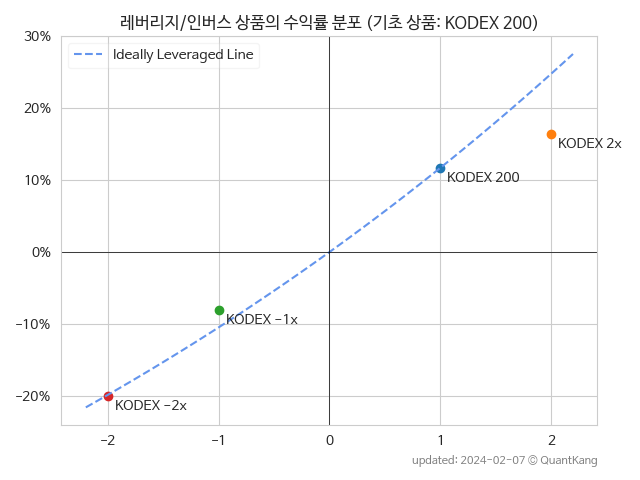 레버리지/인버스 상품의 수익률 분포 (기초 상품: KODEX 200)
30%
Ideally Leveraged Line
20%
KODEX 2x
10%
KODEX 200
0%
KODEX −1x
−10%
−20%
KODEX −2x
−2 −1 0 1 2
updated: 2024-02-07 © QuantKang